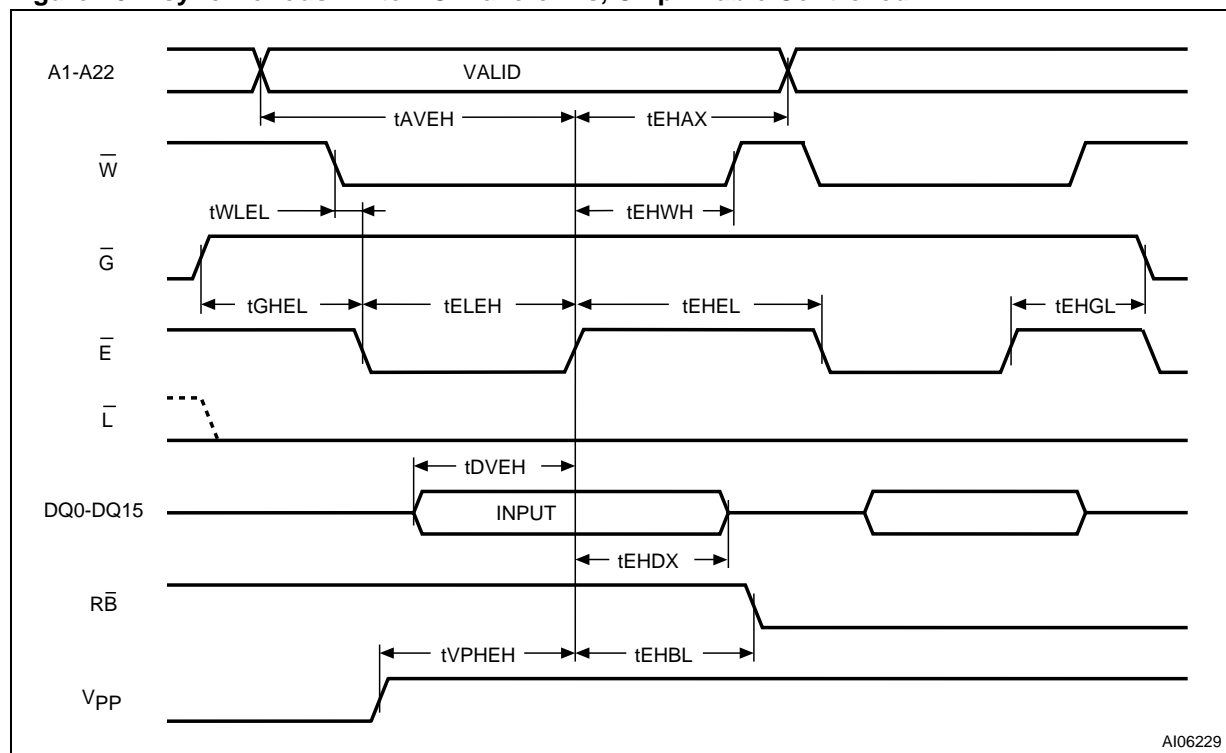 A1-A22
VALID
tAVEH
tEHAX
W̅
tWLEL
tEHWH
G̅
tGHEL
tELEH
tEHEL
tEHGL
E̅
L̅
tDVEH
DQ0-DQ15
INPUT
tEHDX
RB̅
tVPHEH
tEHBL
VPP
AI06229